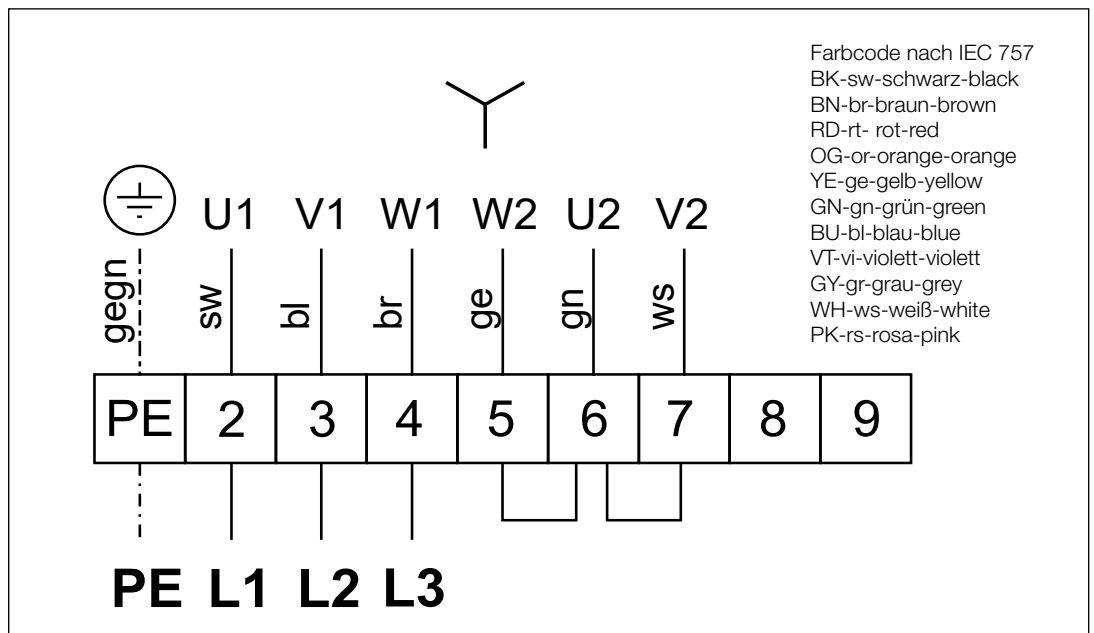 Farbcode nach IEC 757
BK-sw-schwarz-black
BN-br-braun-brown
RD-rt- rot-red
OG-or-orange-orange
YE-ge-gelb-yellow
GN-gn-grün-green
BU-bl-blau-blue
VT-vi-violett-violett
GY-gr-grau-grey
WH-ws-weiß-white
PK-rs-rosa-pink
U1 V1 W1 W2 U2 V2
gegn sw bl br ge gn ws
PE 2 3 4 5 6 7 8 9
PE L1 L2 L3